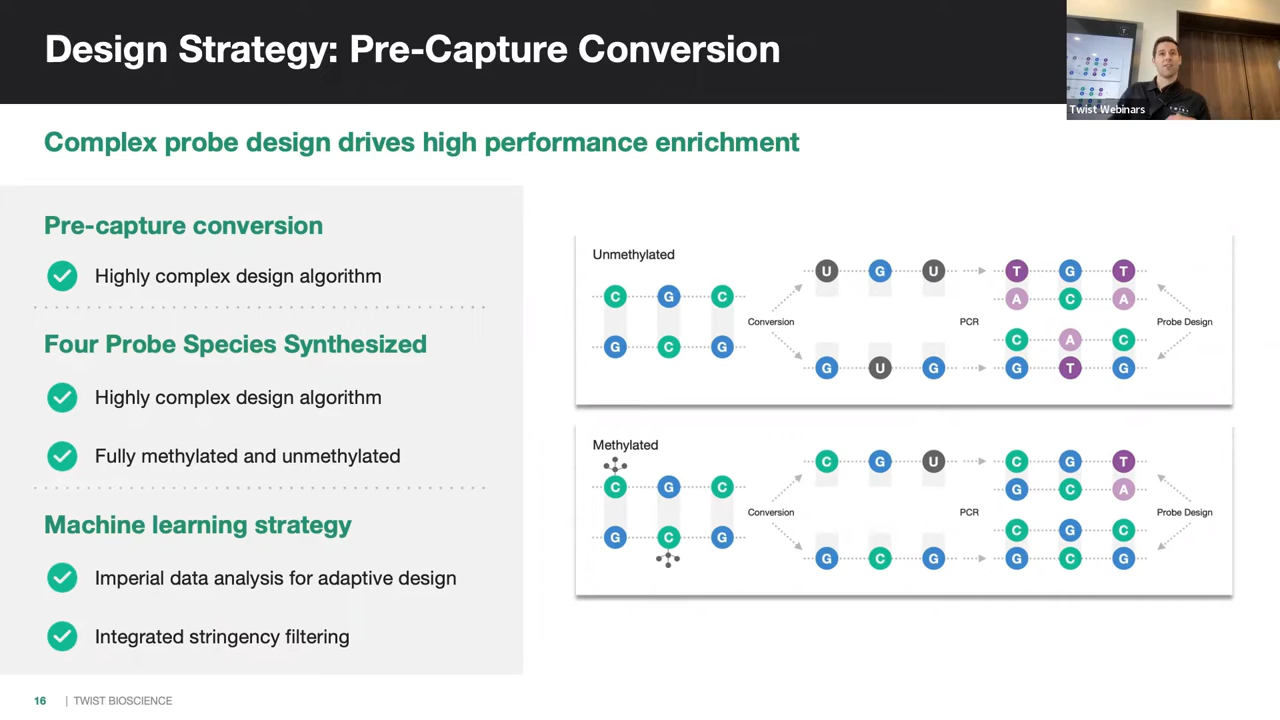 Design Strategy: Pre-Capture Conversion
Twist Webinars
Complex probe design drives high performance enrichment
Pre-capture conversion
Highly complex design algorithm
Four Probe Species Synthesized
Highly complex design algorithm
Fully methylated and unmethylated
Machine learning strategy
Imperial data analysis for adaptive design
Integrated stringency filtering
Unmethylated
U G U T G T
C G C A C A
Conversion PCR Probe Design
G C G C A C
G U G G T G
Methylated
C G U C G T
C G C G C A
Conversion PCR Probe Design
G C G C G C
G C G G C G
16 | TWIST BIOSCIENCE